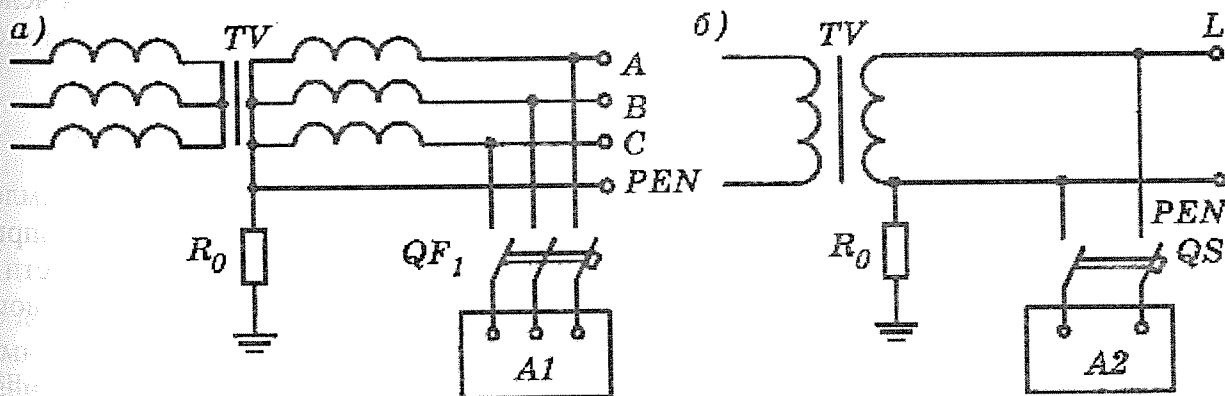 а)
TV
A
B
C
PEN
R₀
QF₁
A1
б)
TV
L
PEN
R₀
QS
A2